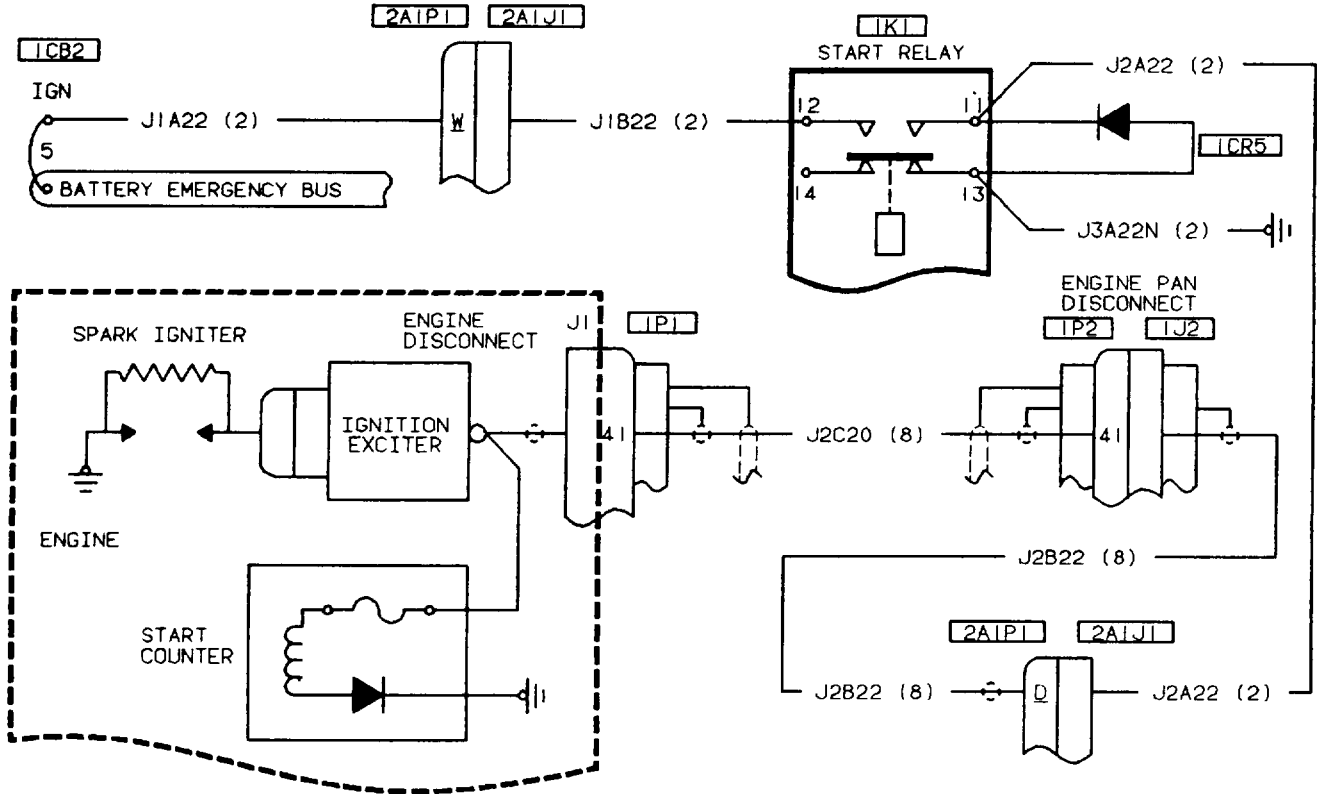 2A1P1 2A1J1
1K1
START RELAY
1CB2
IGN
J1A22 (2)
W
J1B22 (2)
12
11
J2A22 (2)
5
1CR5
BATTERY EMERGENCY BUS
14
13
J3A22N (2)
ENGINE PAN
DISCONNECT
1P2 1J2
SPARK IGNITER
ENGINE
DISCONNECT
J1
1P1
IGNITION
EXCITER
41
J2C20 (8)
41
ENGINE
J2B22 (8)
START
COUNTER
2A1P1 2A1J1
J2B22 (8)
D
J2A22 (2)